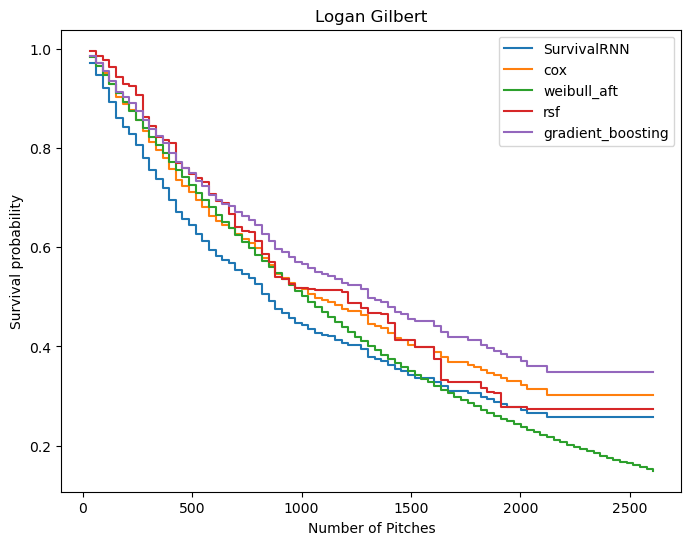 Logan Gilbert
SurvivalRNN
cox
weibull_aft
rsf
gradient_boosting
Survival probability
1.0
0.8
0.6
0.4
0.2
0
500
1000
1500
2000
2500
Number of Pitches